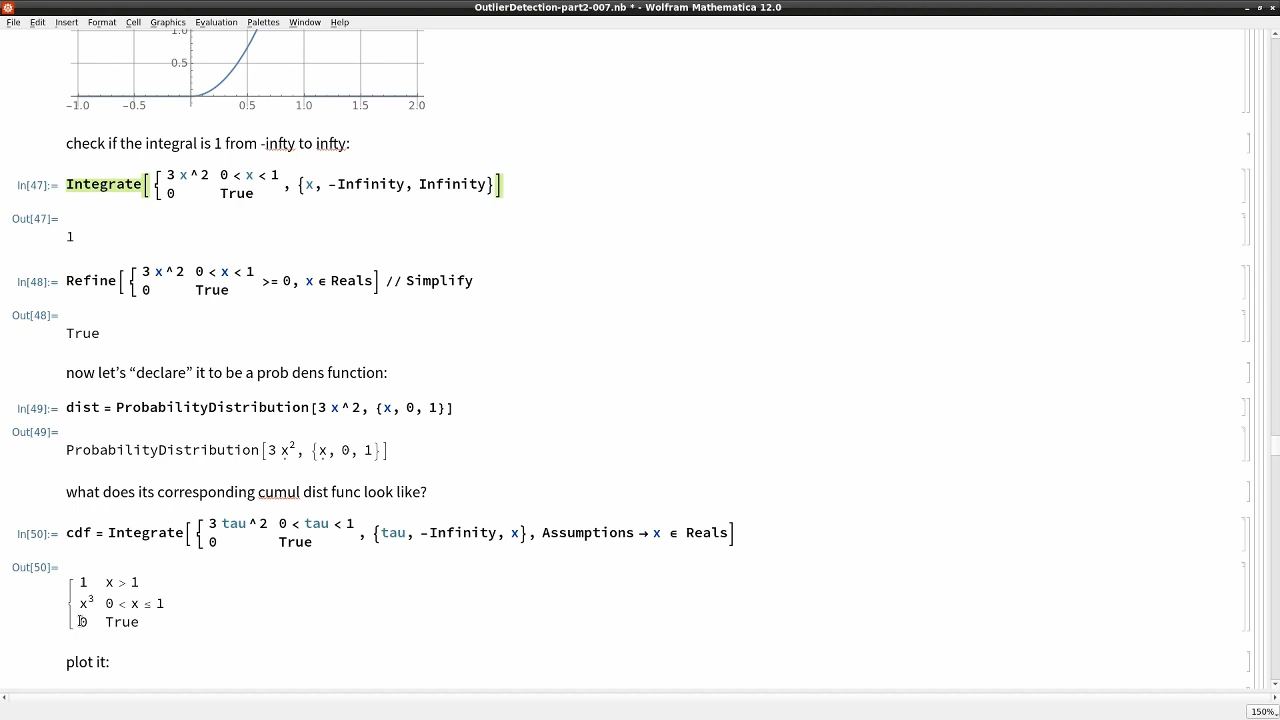 OutlierDetection-part2-007.nb * - Wolfram Mathematica 12.0
File Edit Insert Format Cell Graphics Evaluation Palettes Window Help
1.0
0.5
-1.0 -0.5 0.5 1.0 1.5 2.0
check if the integral is 1 from -infty to infty:
In[47]:= Integrate[{ 3 x^2 0 < x < 1
0 True , {x, -Infinity, Infinity}]
Out[47]=
1
In[48]:= Refine[{ 3 x^2 0 < x < 1
0 True >= 0, x ∈ Reals] // Simplify
Out[48]=
True
now let's “declare” it to be a prob dens function:
In[49]:= dist = ProbabilityDistribution[3 x^2, {x, 0, 1}]
Out[49]=
ProbabilityDistribution[3 x², {x, 0, 1}]
what does its corresponding cumul dist func look like?
In[50]:= cdf = Integrate[{ 3 tau^2 0 < tau < 1
0 True , {tau, -Infinity, x}, Assumptions → x ∈ Reals]
Out[50]=
1 x > 1
x³ 0 < x ≤ 1
0 True
plot it:
150%